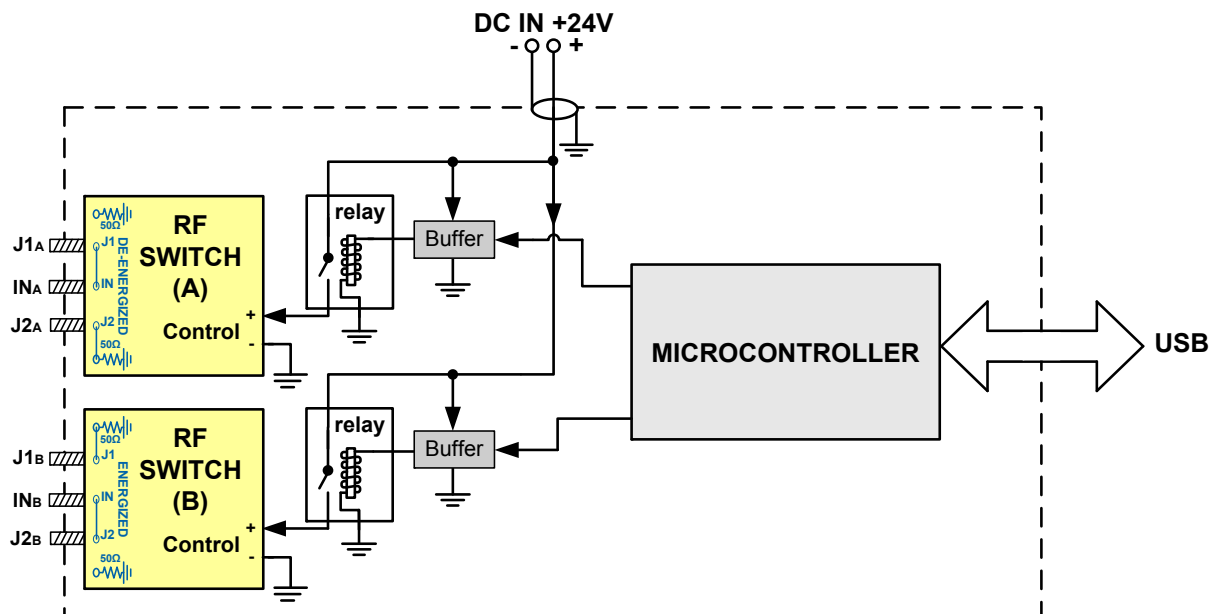 DC IN +24V
- +
RF SWITCH (A)
50Ω
J1
DE-ENERGIZED
IN
J2
50Ω
Control
+
-
J1A
INA
J2A
relay
Buffer
MICROCONTROLLER
USB
RF SWITCH (B)
50Ω
J1
ENERGIZED
IN
J2
50Ω
Control
+
-
J1B
INB
J2B
relay
Buffer